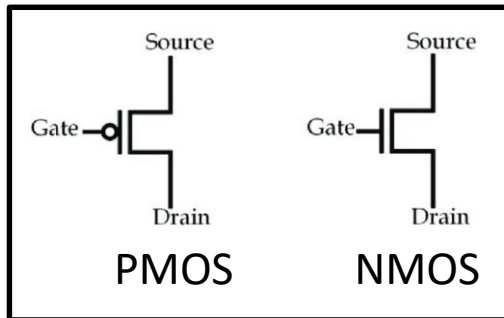 Source
Source
Gate
Gate
Drain
Drain
PMOS
NMOS